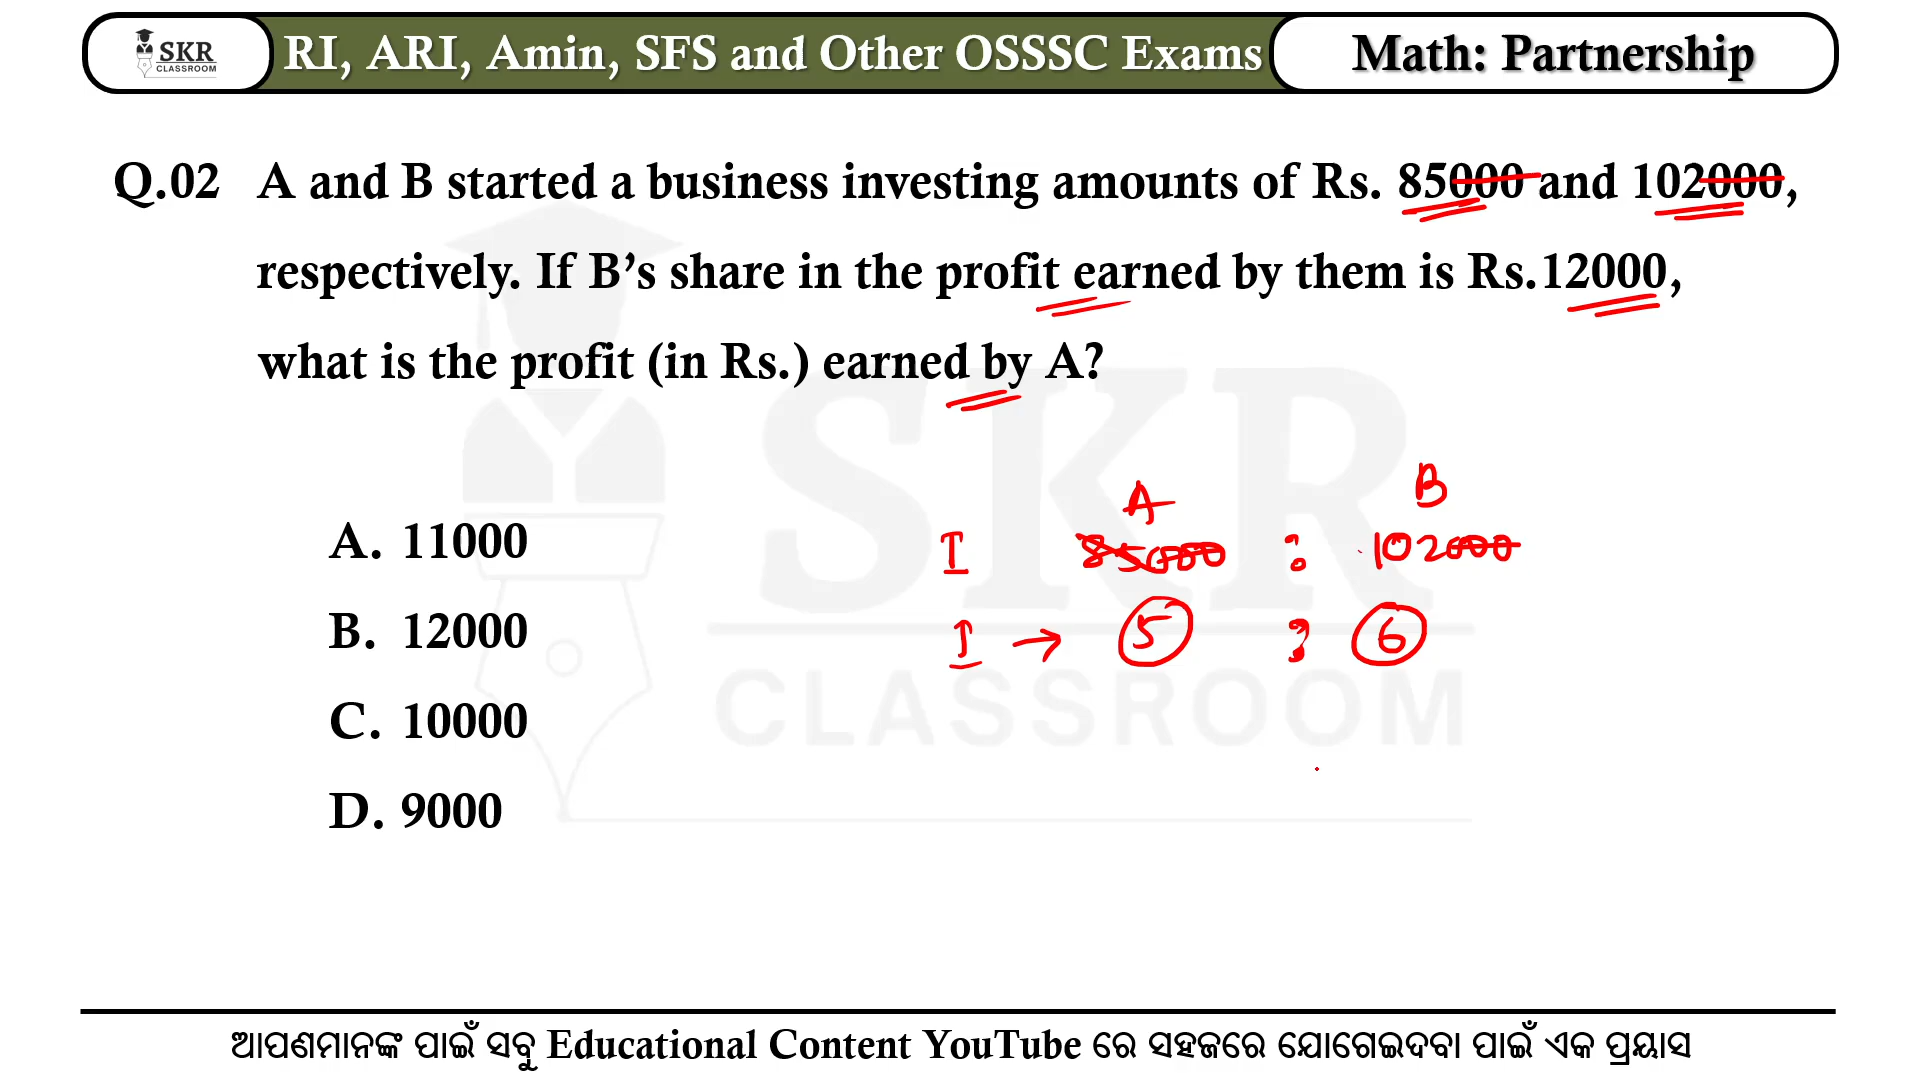 SKR
CLASSROOM
RI, ARI, Amin, SFS and Other OSSSC Exams
Math: Partnership
Q.02 A and B started a business investing amounts of Rs. 85000 and 102000,
respectively. If B’s share in the profit earned by them is Rs.12000,
what is the profit (in Rs.) earned by A?
A B
A. 11000
I 85000 : 102000
B. 12000
I → 5 : 6
C. 10000
D. 9000
SKR
CLASSROOM
ଆପଣମାନଙ୍କ ପାଇଁ ସବୁ Educational Content YouTube ରେ ସହଜରେ ଯୋଗେଇଦବା ପାଇଁ ଏକ ପ୍ରୟାସ